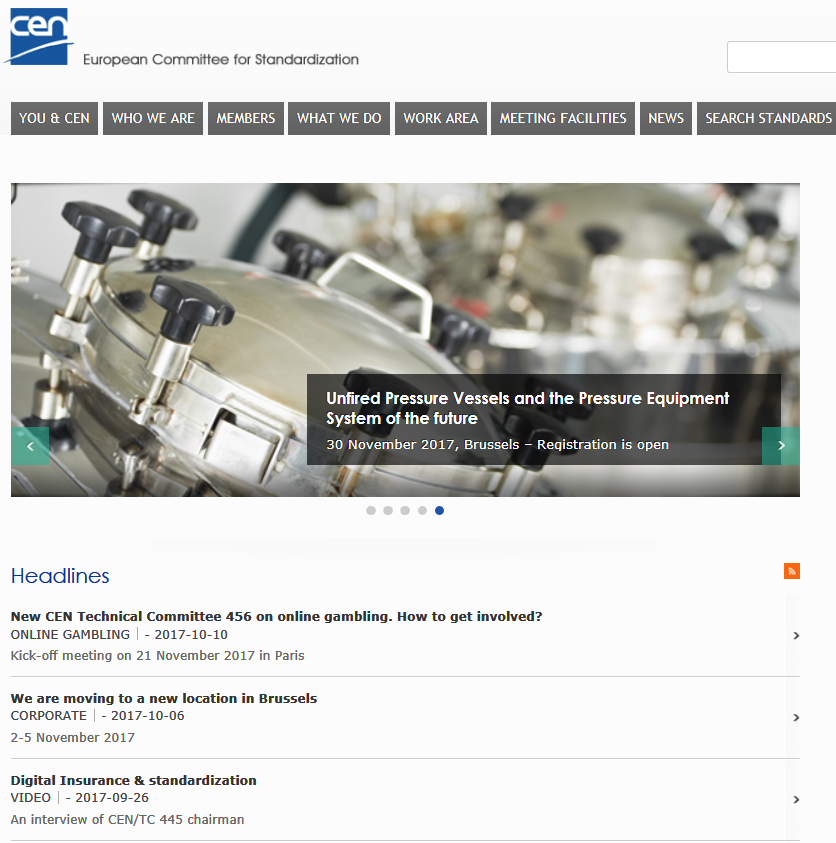 cen
European Committee for Standardization
YOU & CEN
WHO WE ARE
MEMBERS
WHAT WE DO
WORK AREA
MEETING FACILITIES
NEWS
SEARCH STANDARDS
Unfired Pressure Vessels and the Pressure Equipment
System of the future
30 November 2017, Brussels – Registration is open
Headlines
New CEN Technical Committee 456 on online gambling. How to get involved?
ONLINE GAMBLING | - 2017-10-10
Kick-off meeting on 21 November 2017 in Paris
We are moving to a new location in Brussels
CORPORATE | - 2017-10-06
2-5 November 2017
Digital Insurance & standardization
VIDEO | - 2017-09-26
An interview of CEN/TC 445 chairman